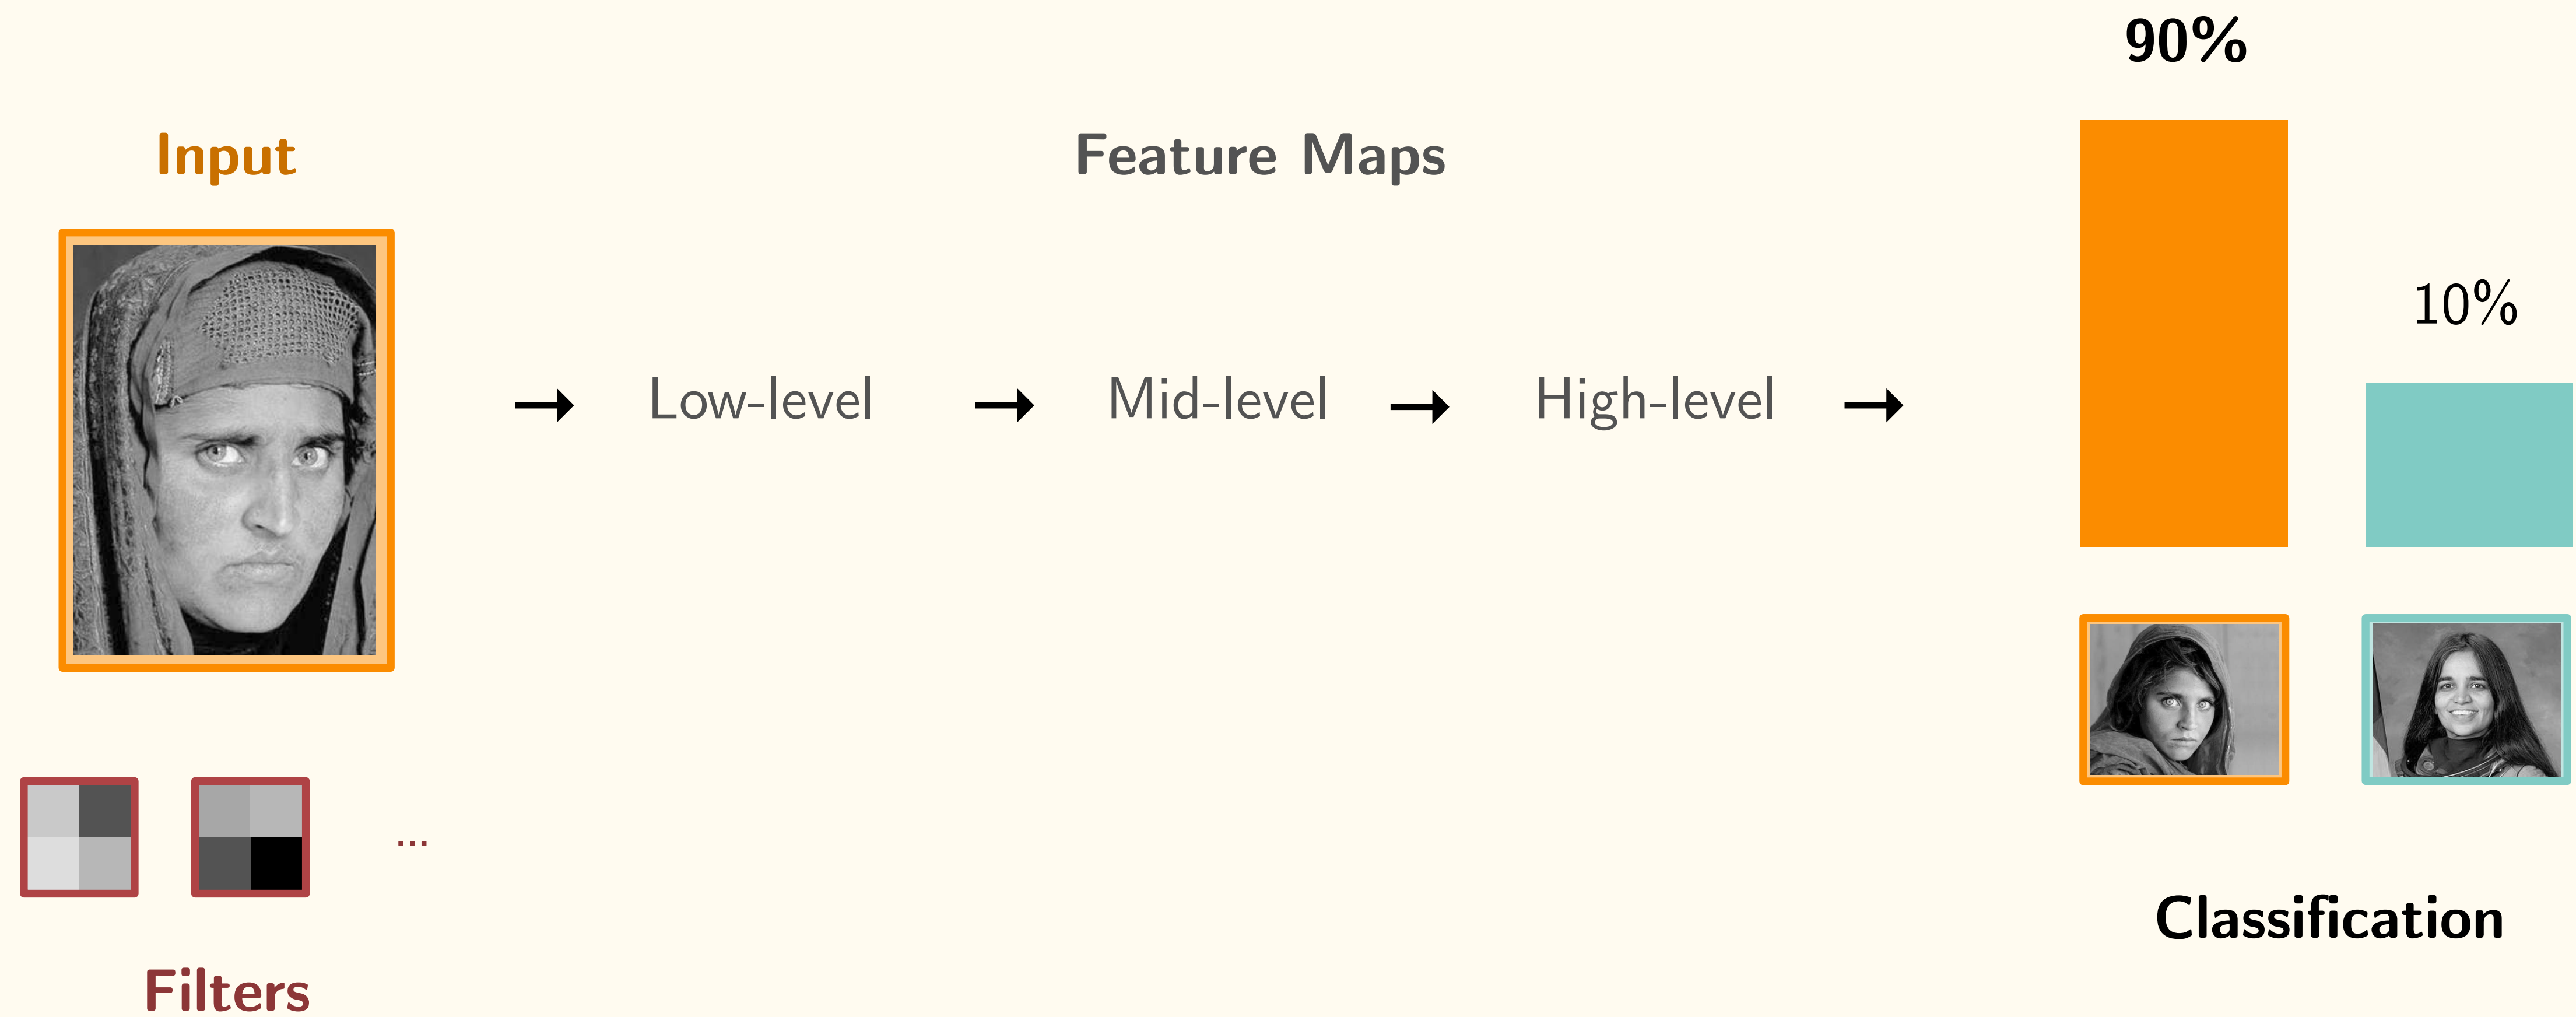 90%
Input
Feature Maps
10%
→ Low-level → Mid-level → High-level →
...
Classification
Filters